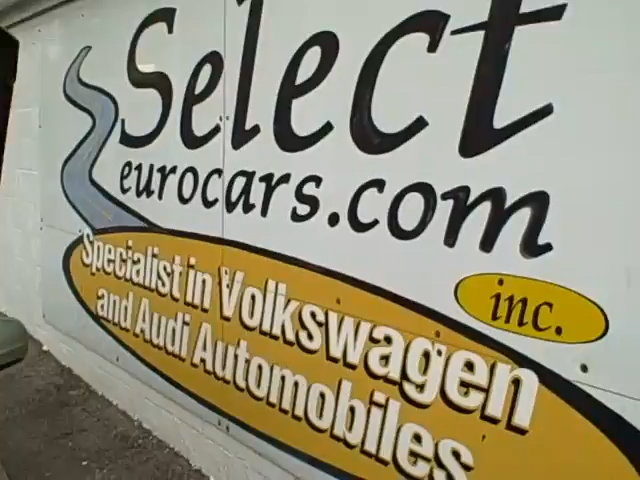 Select
eurocars.com
inc.
Specialist in Volkswagen
and Audi Automobiles